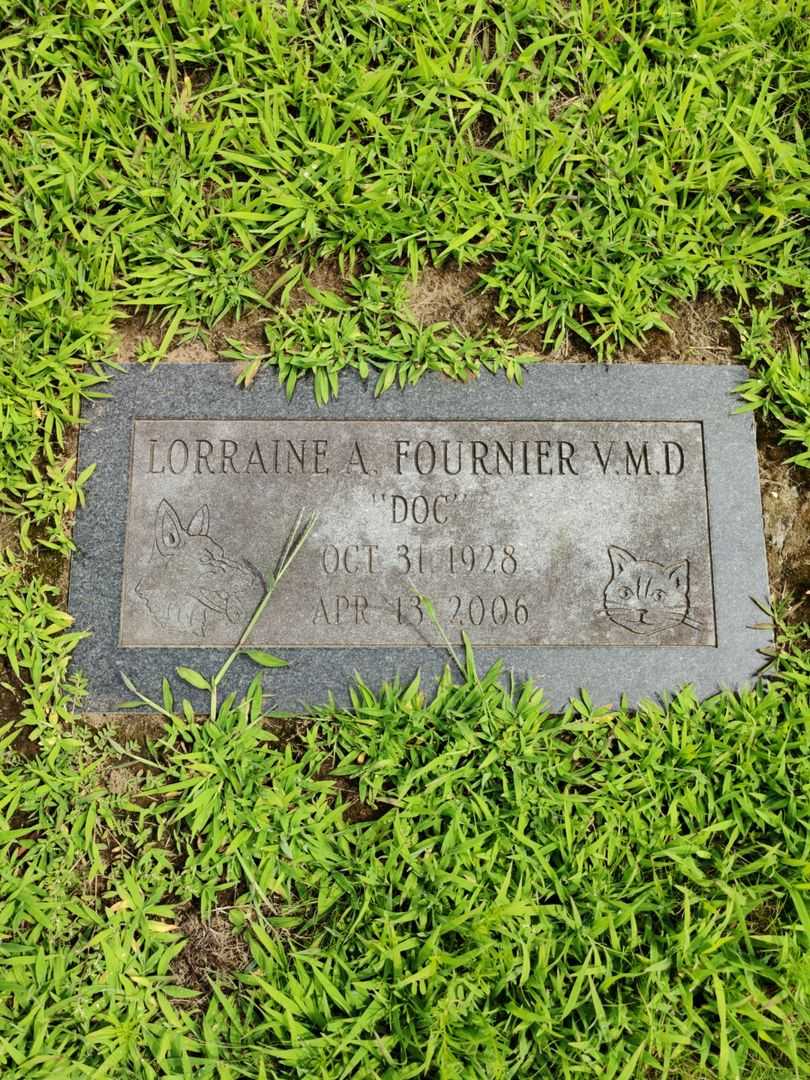 LORRAINE A. FOURNIER V.M.D
"DOC"
OCT 31 1928
APR 13 2006